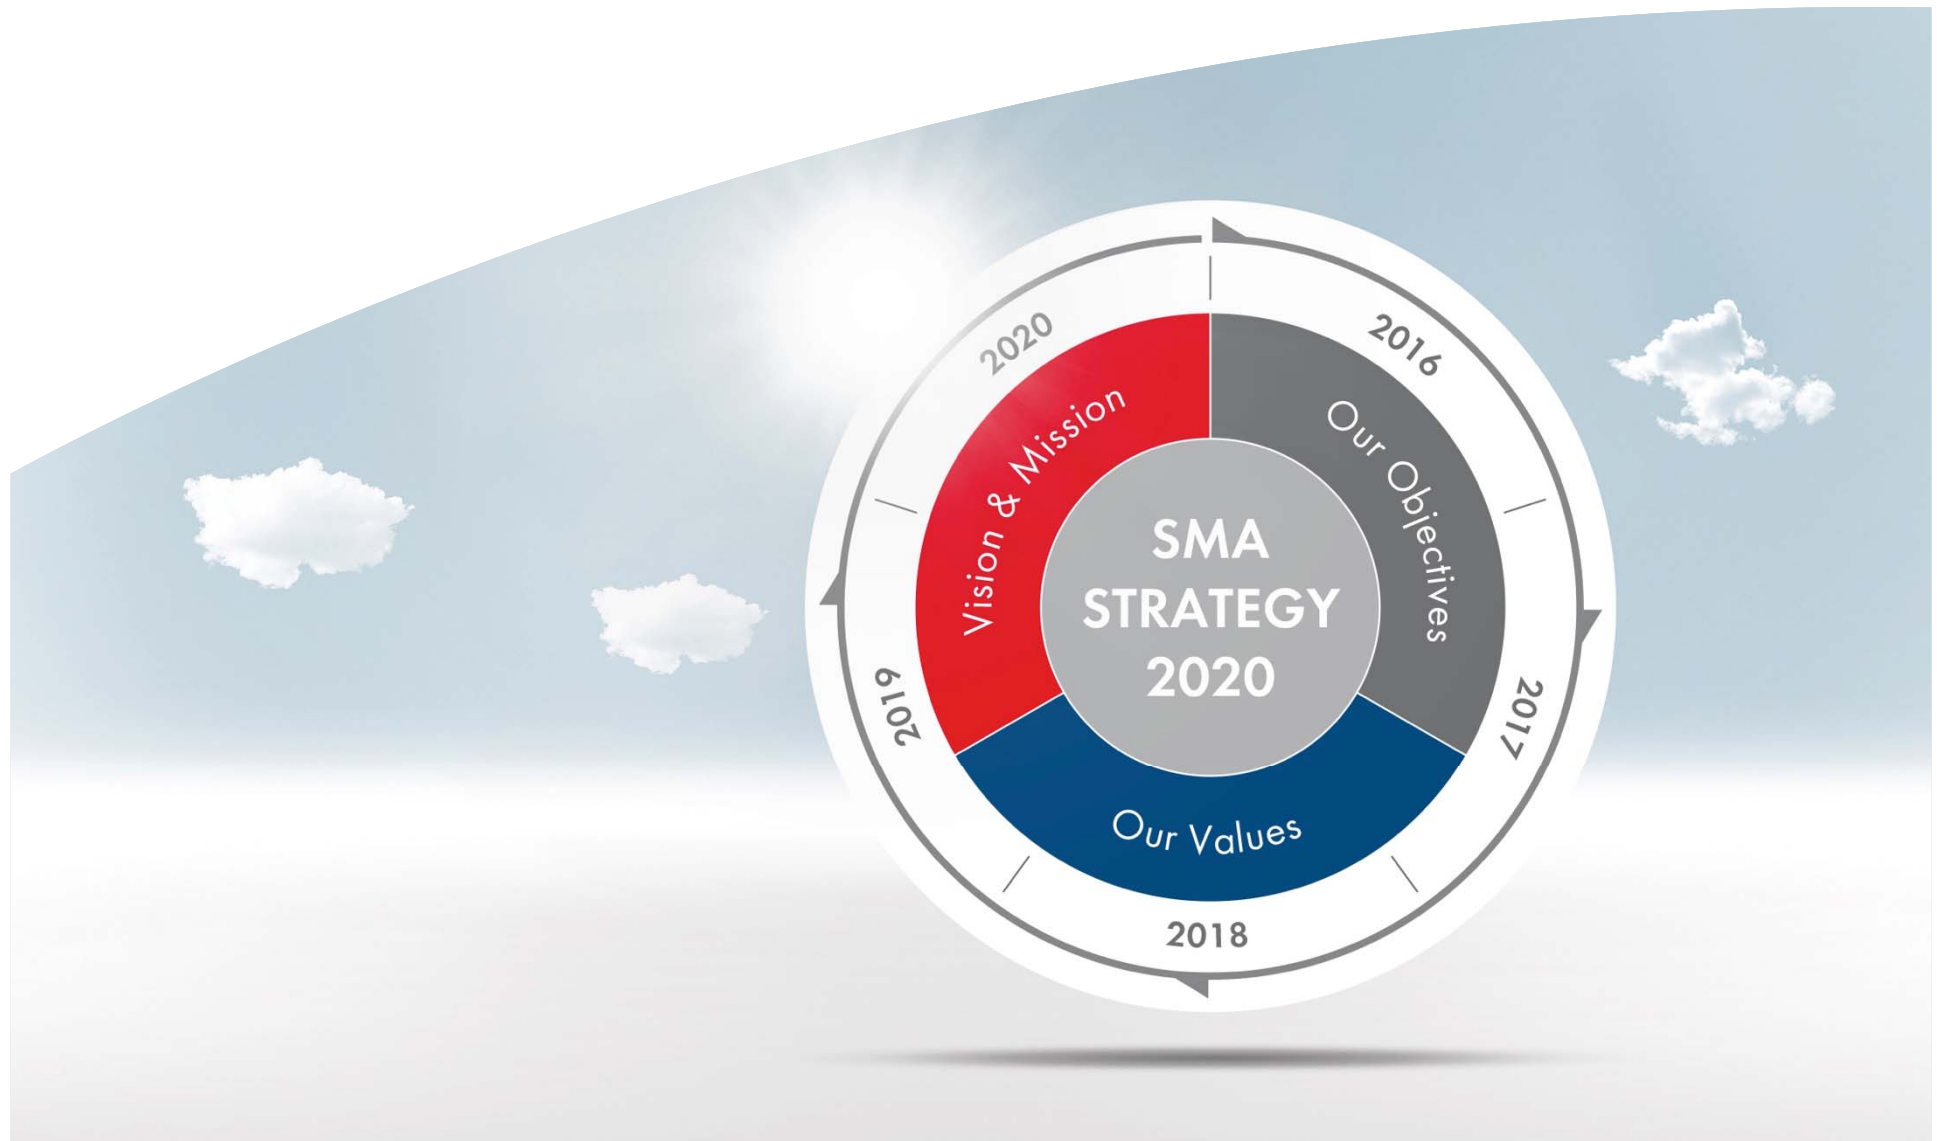 2016
2017
2018
2019
2020
Vision & Mission
Our Objectives
Our Values
SMA
STRATEGY
2020